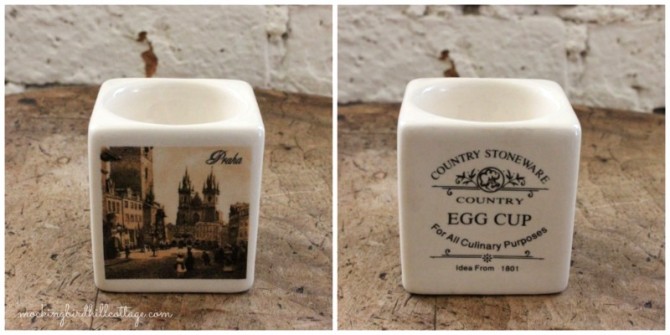 Praha
mockingbirdhillcottage.com
COUNTRY STONEWARE
COUNTRY
EGG CUP
For All Culinary Purposes
Idea From 1801